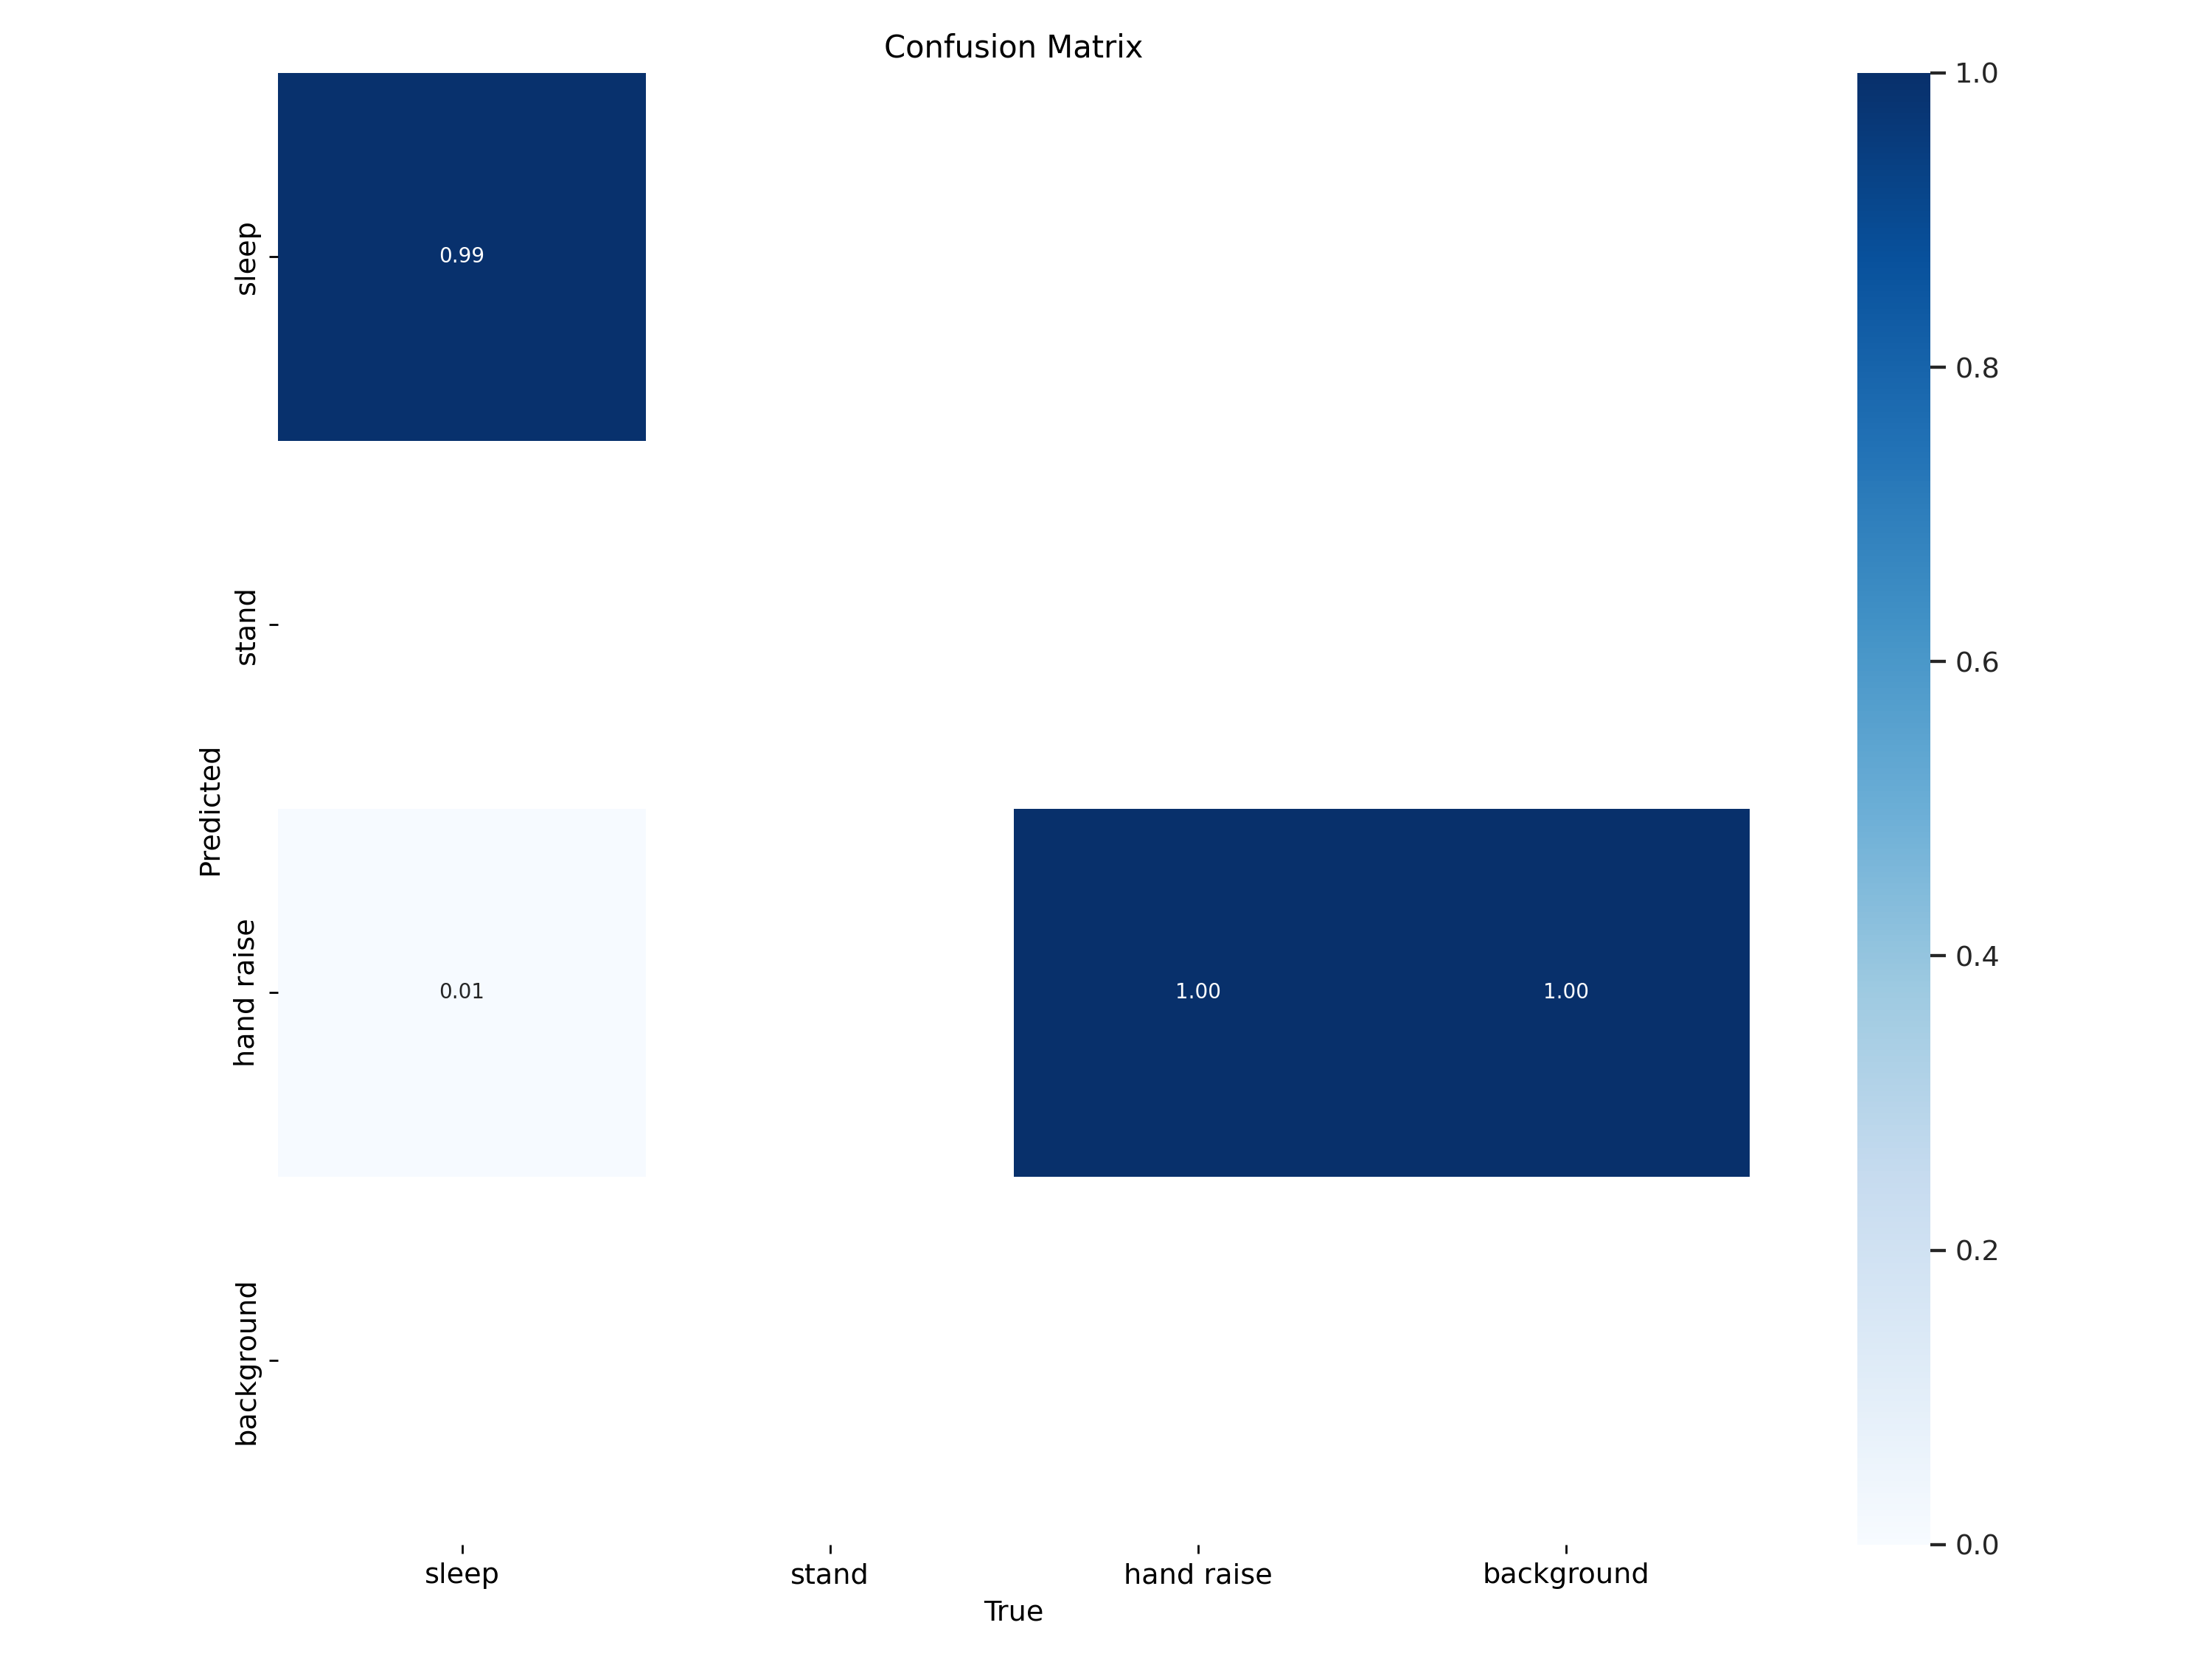 Confusion Matrix
1.0
0.8
0.6
0.4
0.2
0.0
Predicted
sleep
stand
hand raise
background
0.99
0.01
1.00
1.00
sleep
stand
hand raise
background
True